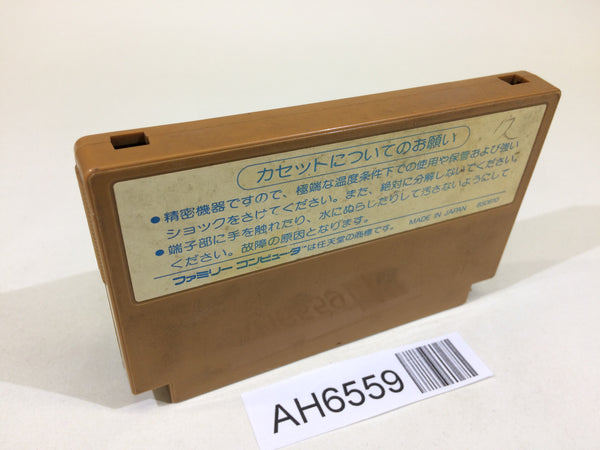 カセットについてのお願い
久
●精密機器ですので、極端な温度条件下での使用や保管および強い
ショックをさけてください。また、絶対に分解しないでください。
●端子部に手を触れたり、水にぬらしたりして汚さないようにして
ください。故障の原因となります。
ファミリー コンピュータ は任天堂の商標です。 MADE IN JAPAN
AH6559